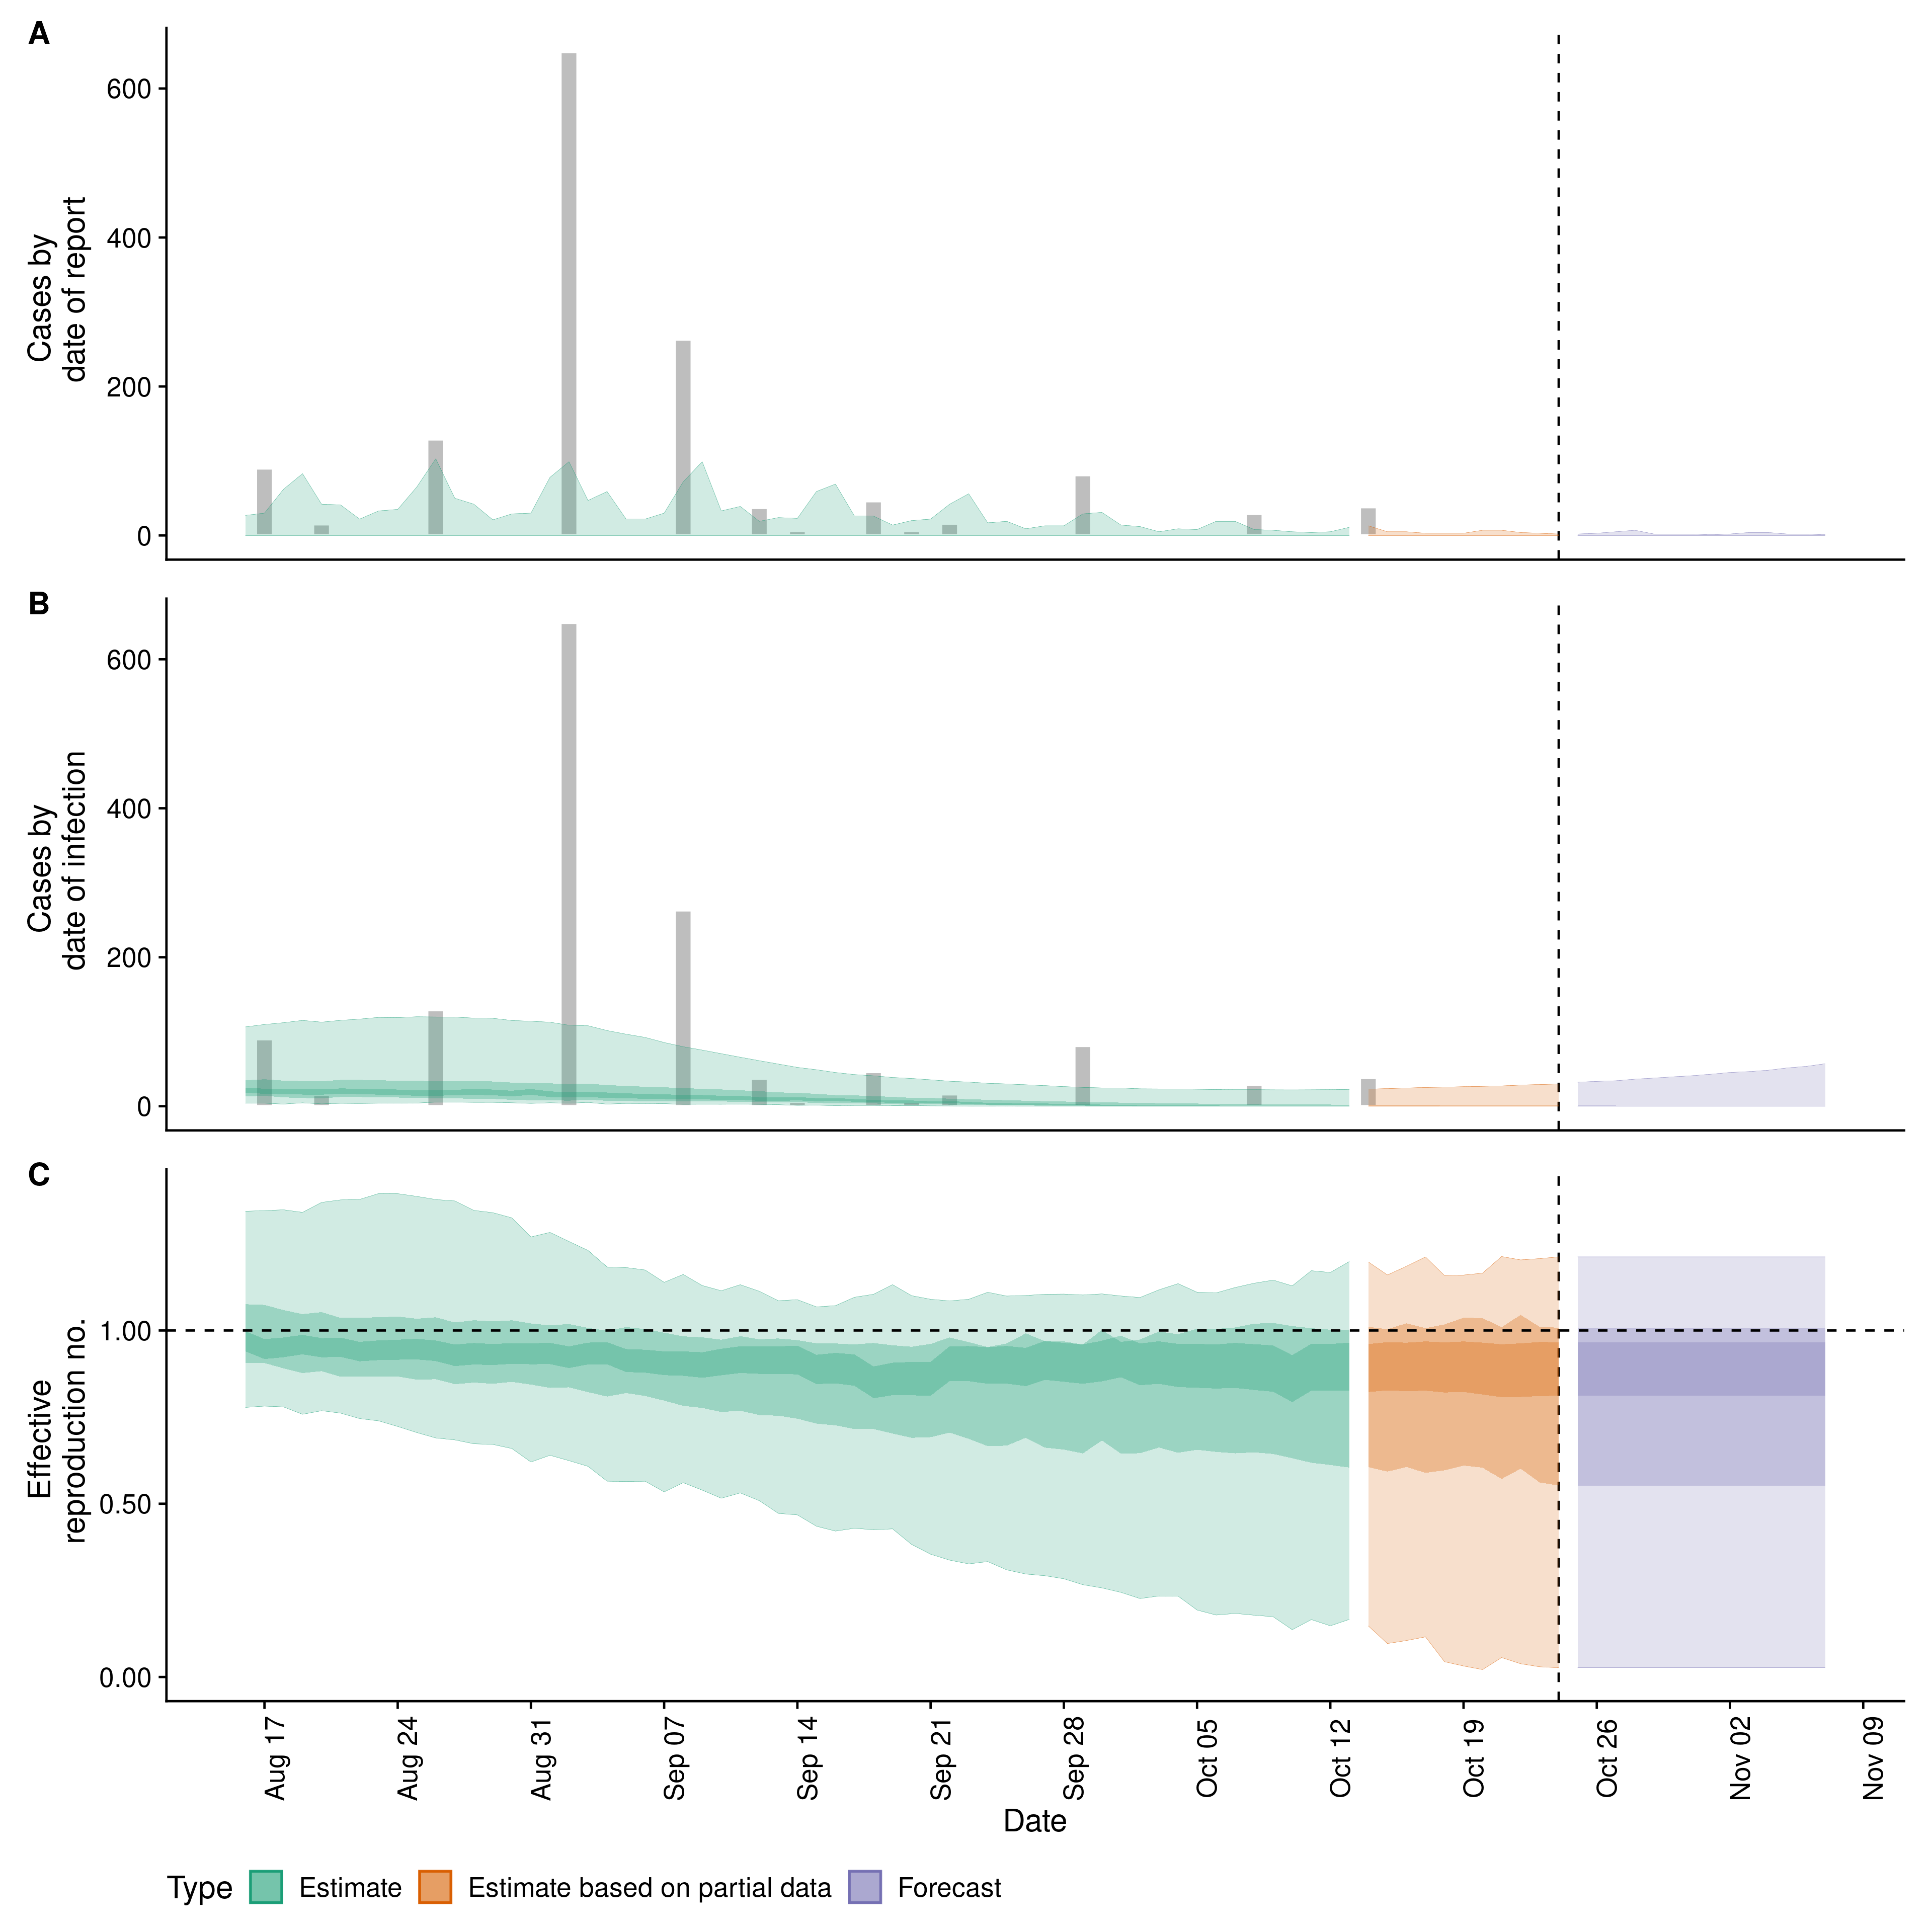 A
Cases by
date of report
600
400
200
0
B
Cases by
date of infection
600
400
200
0
C
Effective
reproduction no.
1.00
0.50
0.00
Aug 17
Aug 24
Aug 31
Sep 07
Sep 14
Sep 21
Sep 28
Oct 05
Oct 12
Oct 19
Oct 26
Nov 02
Nov 09
Date
Type Estimate Estimate based on partial data Forecast